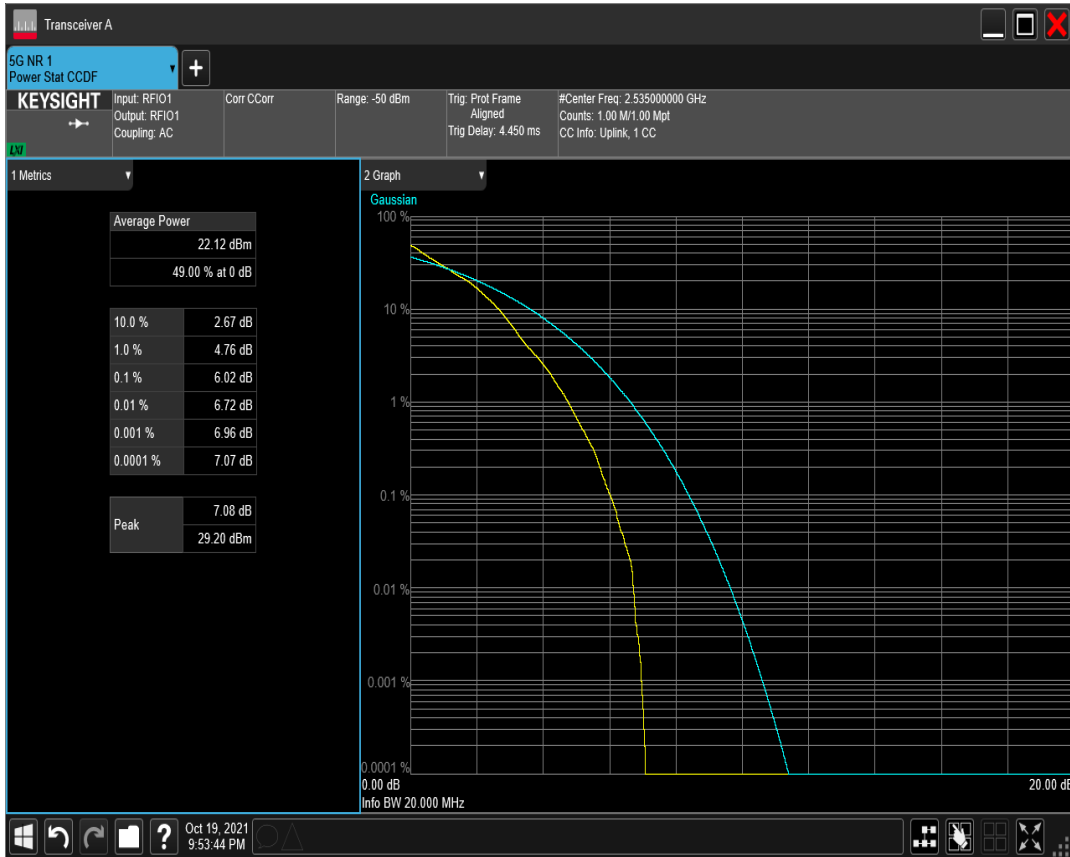 Transceiver A
5G NR 1
Power Stat CCDF
KEYSIGHT
LXI
Input: RFIO1
Output: RFIO1
Coupling: AC
Corr CCorr
Range: -50 dBm
Trig: Prot Frame
Aligned
Trig Delay: 4.450 ms
#Center Freq: 2.535000000 GHz
Counts: 1.00 M/1.00 Mpt
CC Info: Uplink, 1 CC
1 Metrics
Average Power
22.12 dBm
49.00 % at 0 dB
10.0 % 2.67 dB
1.0 % 4.76 dB
0.1 % 6.02 dB
0.01 % 6.72 dB
0.001 % 6.96 dB
0.0001 % 7.07 dB
Peak 7.08 dB
29.20 dBm
2 Graph
Gaussian
100 %
10 %
1 %
0.1 %
0.01 %
0.001 %
0.0001 %
0.00 dB 20.00 dB
Info BW 20.000 MHz
?
Oct 19, 2021
9:53:44 PM